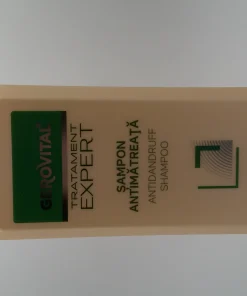 GEROVITAL
TRATAMENT
EXPERT
ŞAMPON
ANTIMĂTREAŢĂ
ANTIDANDRUFF
SHAMPOO